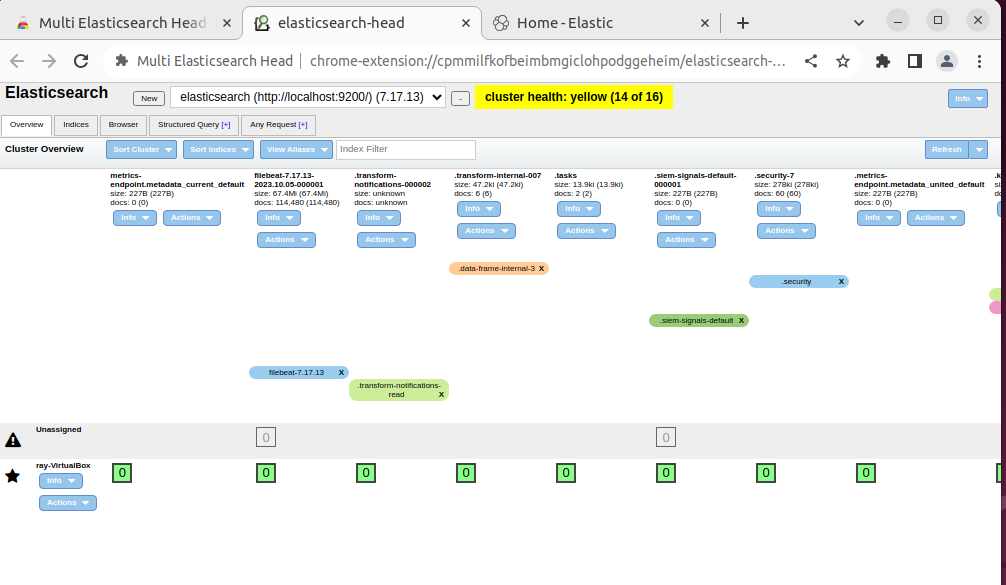 Multi Elasticsearch Head
elasticsearch-head
Home - Elastic
Multi Elasticsearch Head
chrome-extension://cpmmilfkofbeimbmgiclohpodggeheim/elasticsearch-...
Elasticsearch
New
elasticsearch (http://localhost:9200/) (7.17.13)
-
cluster health: yellow (14 of 16)
Info
Overview
Indices
Browser
Structured Query [+]
Any Request [+]
Cluster Overview
Sort Cluster
Sort Indices
View Aliases
Index Filter
Refresh
metrics-
endpoint.metadata_current_default
size: 227B (227B)
docs: 0 (0)
Info
Actions
filebeat-7.17.13-
2023.10.05-000001
size: 67.4Mi (67.4Mi)
docs: 114,480 (114,480)
Info
Actions
.transform-
notifications-000002
size: unknown
docs: unknown
Info
Actions
.transform-internal-007
size: 47.2ki (47.2ki)
docs: 6 (6)
Info
Actions
.tasks
size: 13.9ki (13.9ki)
docs: 2 (2)
Info
Actions
.siem-signals-default-
000001
size: 227B (227B)
docs: 0 (0)
Info
Actions
.security-7
size: 278ki (278ki)
docs: 60 (60)
Info
Actions
.metrics-
endpoint.metadata_united_default
size: 227B (227B)
docs: 0 (0)
Info
Actions
.data-frame-internal-3 X
.security X
.siem-signals-default X
filebeat-7.17.13 X
.transform-notifications-
read X
Unassigned
0
0
ray-VirtualBox
Info
Actions
0
0
0
0
0
0
0
0